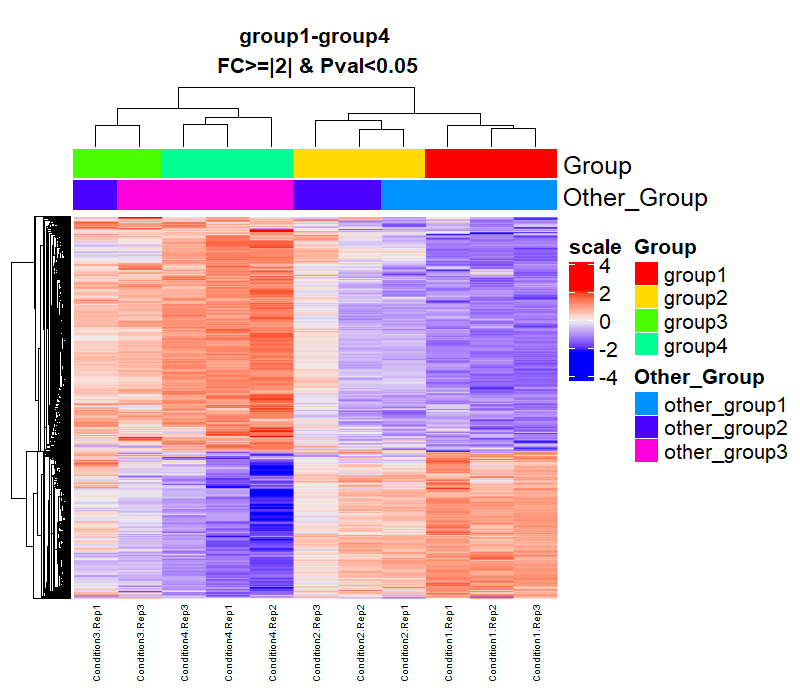 group1-group4
FC>=|2| & Pval<0.05
Group
Other_Group
scale
4
2
0
-2
-4
Group
group1
group2
group3
group4
Other_Group
other_group1
other_group2
other_group3
Condition3.Rep1
Condition3.Rep3
Condition4.Rep3
Condition4.Rep1
Condition4.Rep2
Condition2.Rep3
Condition2.Rep2
Condition2.Rep1
Condition1.Rep1
Condition1.Rep2
Condition1.Rep3